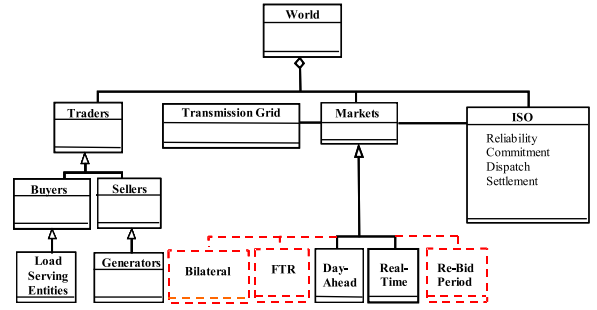 World
Traders
Transmission Grid
Markets
ISO
Reliability
Commitment
Dispatch
Settlement
Buyers
Sellers
Load
Serving
Entities
Generators
Bilateral
FTR
Day-
Ahead
Real-
Time
Re-Bid
Period